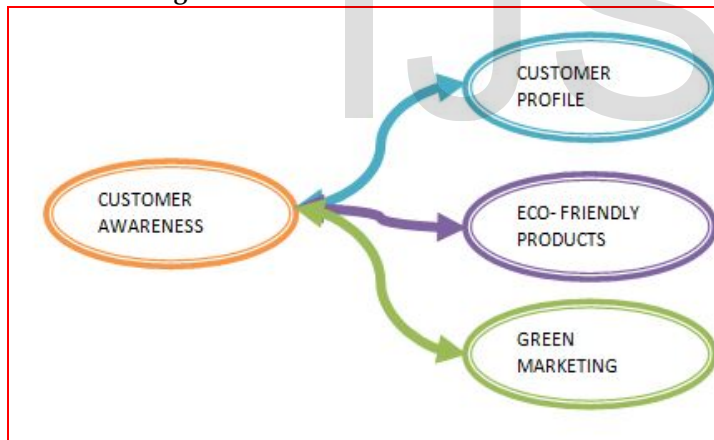 CUSTOMER
AWARENESS
CUSTOMER
PROFILE
ECO- FRIENDLY
PRODUCTS
GREEN
MARKETING